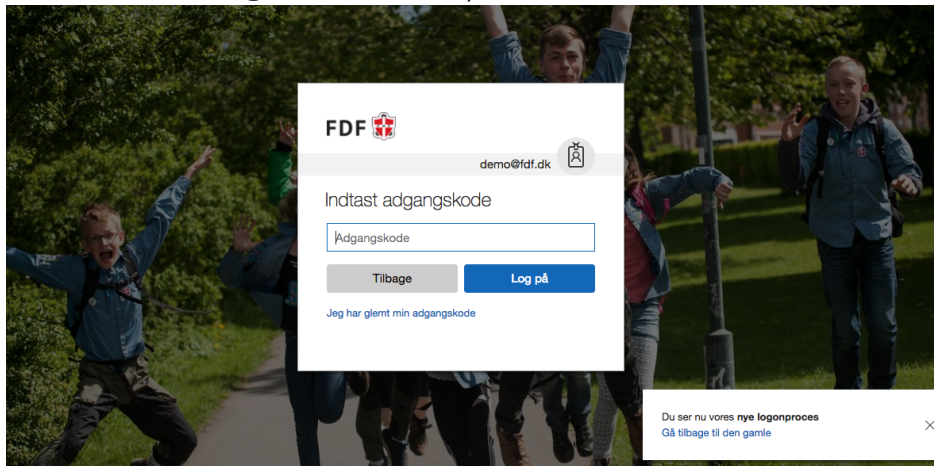 FDF
demo@fdf.dk
Indtast adgangskode
Adgangskode
Tilbage
Log på
Jeg har glemt min adgangskode
Du ser nu vores nye logonproces
Gå tilbage til den gamle